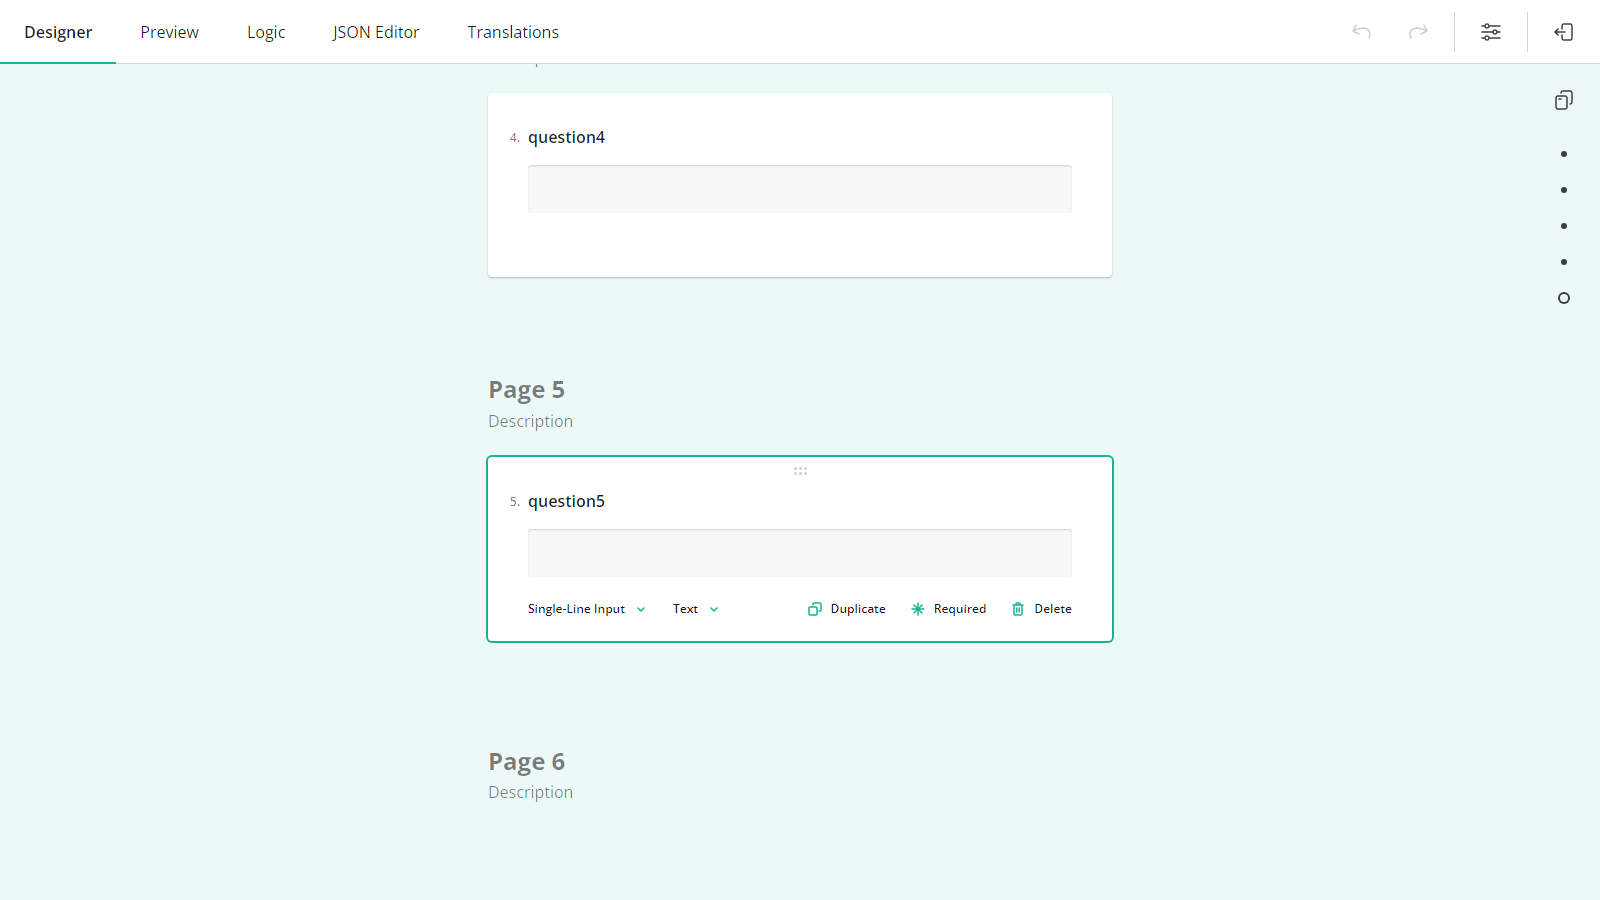 Designer
Preview
Logic
JSON Editor
Translations
4. question4
Page 5
Description
5. question5
Single-Line Input
Text
Duplicate
Required
Delete
Page 6
Description